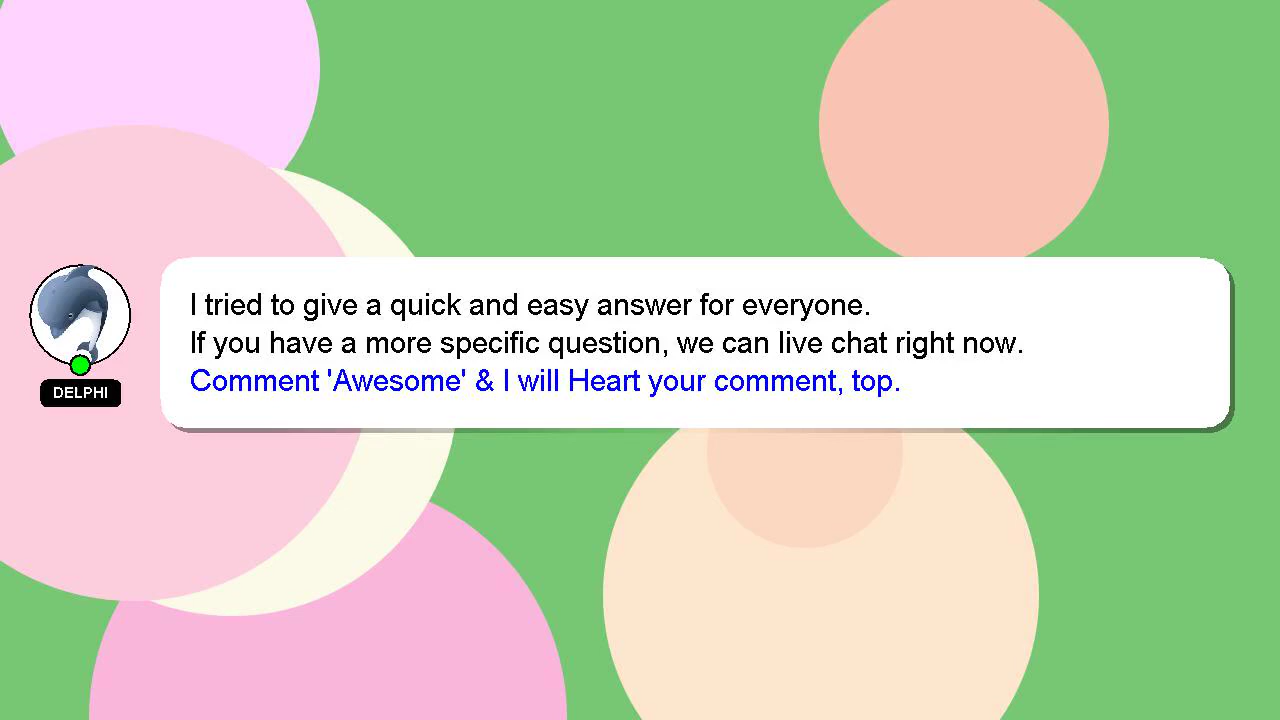 I tried to give a quick and easy answer for everyone.
If you have a more specific question, we can live chat right now.
Comment 'Awesome' & I will Heart your comment, top.
DELPHI